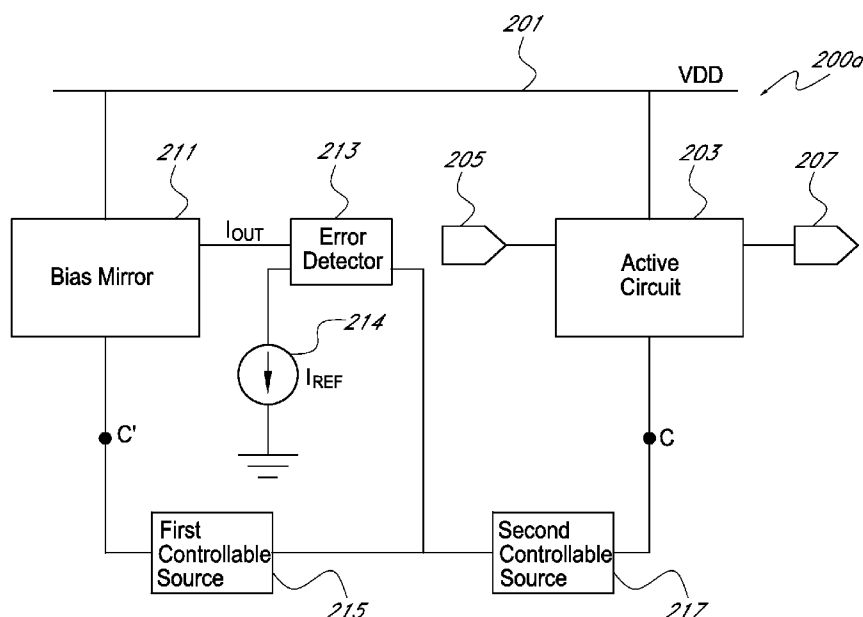 201
VDD
200a
211
213
205
203
207
Bias Mirror
IOUT
Error
Detector
Active
Circuit
214
IREF
C'
C
First
Controllable
Source
Second
Controllable
Source
215
217